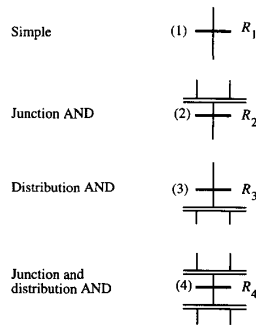 Simple (1) R1
Junction AND (2) R2
Distribution AND (3) R3
Junction and
distribution AND (4) R4